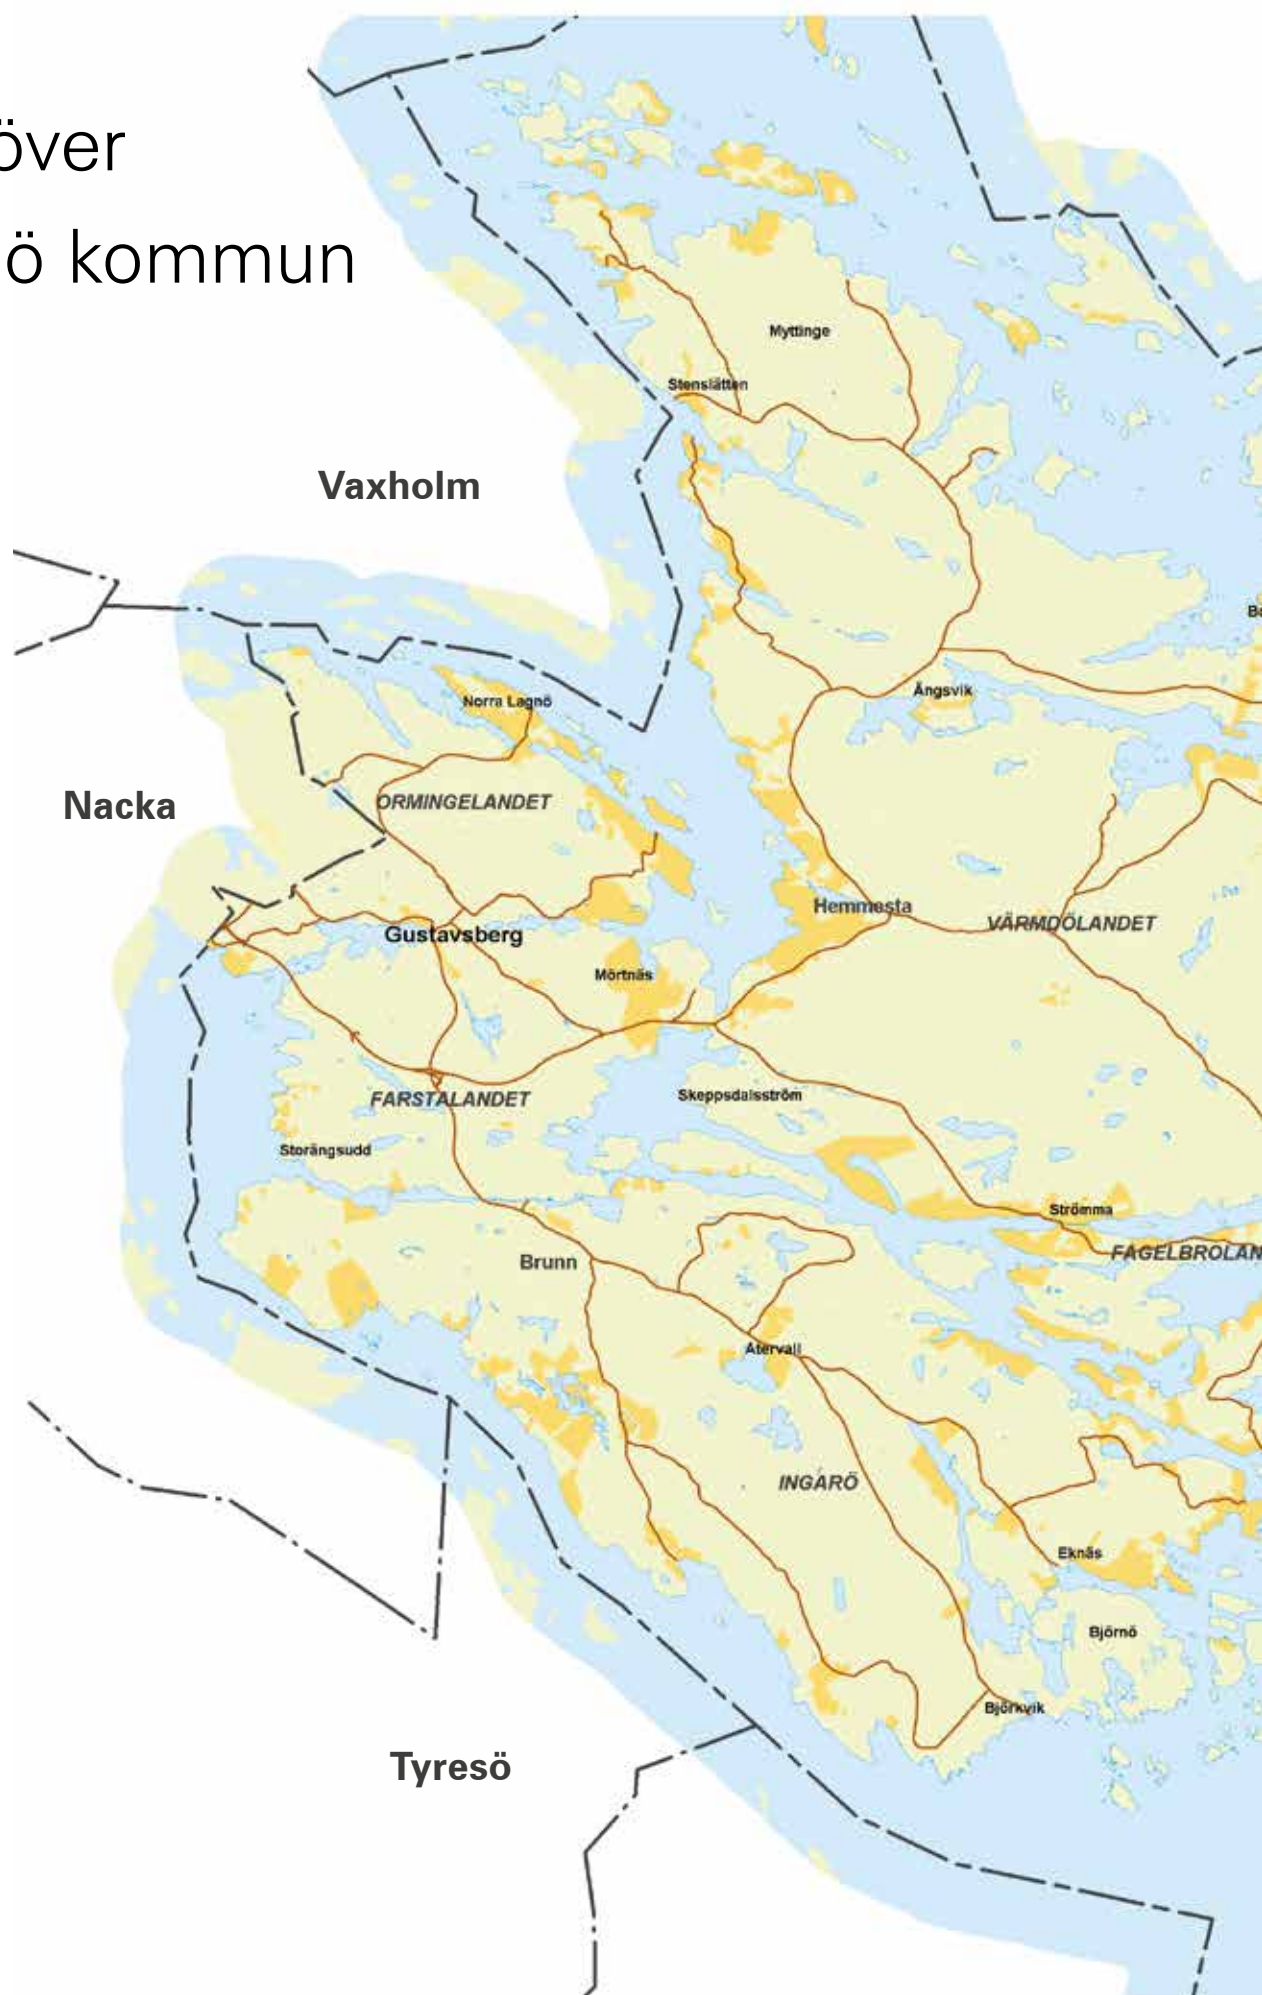 över
ö kommun
Myttinge
Stenslätten
Vaxholm
Ängsvik
Norra Lagnö
ORMINGELANDET
Nacka
Hemmesta
VÄRMDÖLANDET
Gustavsberg
Mörtnäs
Skeppsdalsström
FARSTALANDET
Storängsudd
Strömma
FÅGELBROLAN
Brunn
Återvall
INGARÖ
Eknäs
Björnö
Björkvik
Tyresö